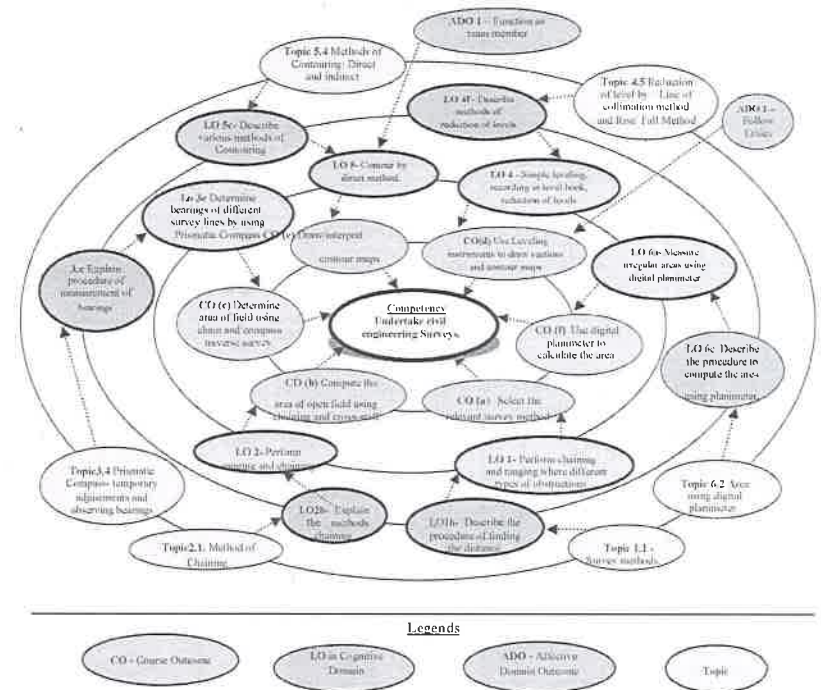 ADO 1 - Function as
team member
Topic 5.4 Methods of
Contouring: Direct
and indirect
Topic 4.5 Reduction
of level by Line of
collimation method
and Rise Fall Method
LO 4f- Describe
methods of
reduction of levels
ADO 1 -
Follow
Ethics
LO 5c- Describe
various methods of
Contouring
LO 5- Contour by
direct method.
LO 4 - Simple leveling,
recording in level book,
reduction of levels
Lo 3e Determine
bearings of different
survey lines by using
Prismatic Compass
CO (e) Draw/interpret
contour maps
CO(d) Use Leveling
instruments to draw sections
and contour maps
LO 6a- Measure
irregular areas using
digital planimeter
3.e Explain
procedure of
measurement of
bearings
CO (c) Determine
area of field using
chain and compass
traverse survey
Competency
Undertake civil
engineering Surveys.
CO (f) Use digital
planimeter to
calculate the area
LO 6c Describe
the procedure to
compute the area
using planimeter.
CO (b) Compute the
area of open field using
chaining and cross staff
CO (a) - Select the
relevant survey method
LO 2- Perform
ranging and chaining
LO 1- Perform chaining
and ranging where different
types of obstructions
Topic3.4 Prismatic
Compass- temporary
adjustments and
observing bearings
Topic 6.2 Area
using digital
planimeter
LO2b- Explain
the methods
chaining
LO1b- Describe the
procedure of finding
the distance
Topic2.1. Method of
Chaining
Topic 1.1 -
Survey methods.
Legends
CO - Course Outcome
LO in Cognitive
Domain
ADO - Affective
Domain Outcome
Topic